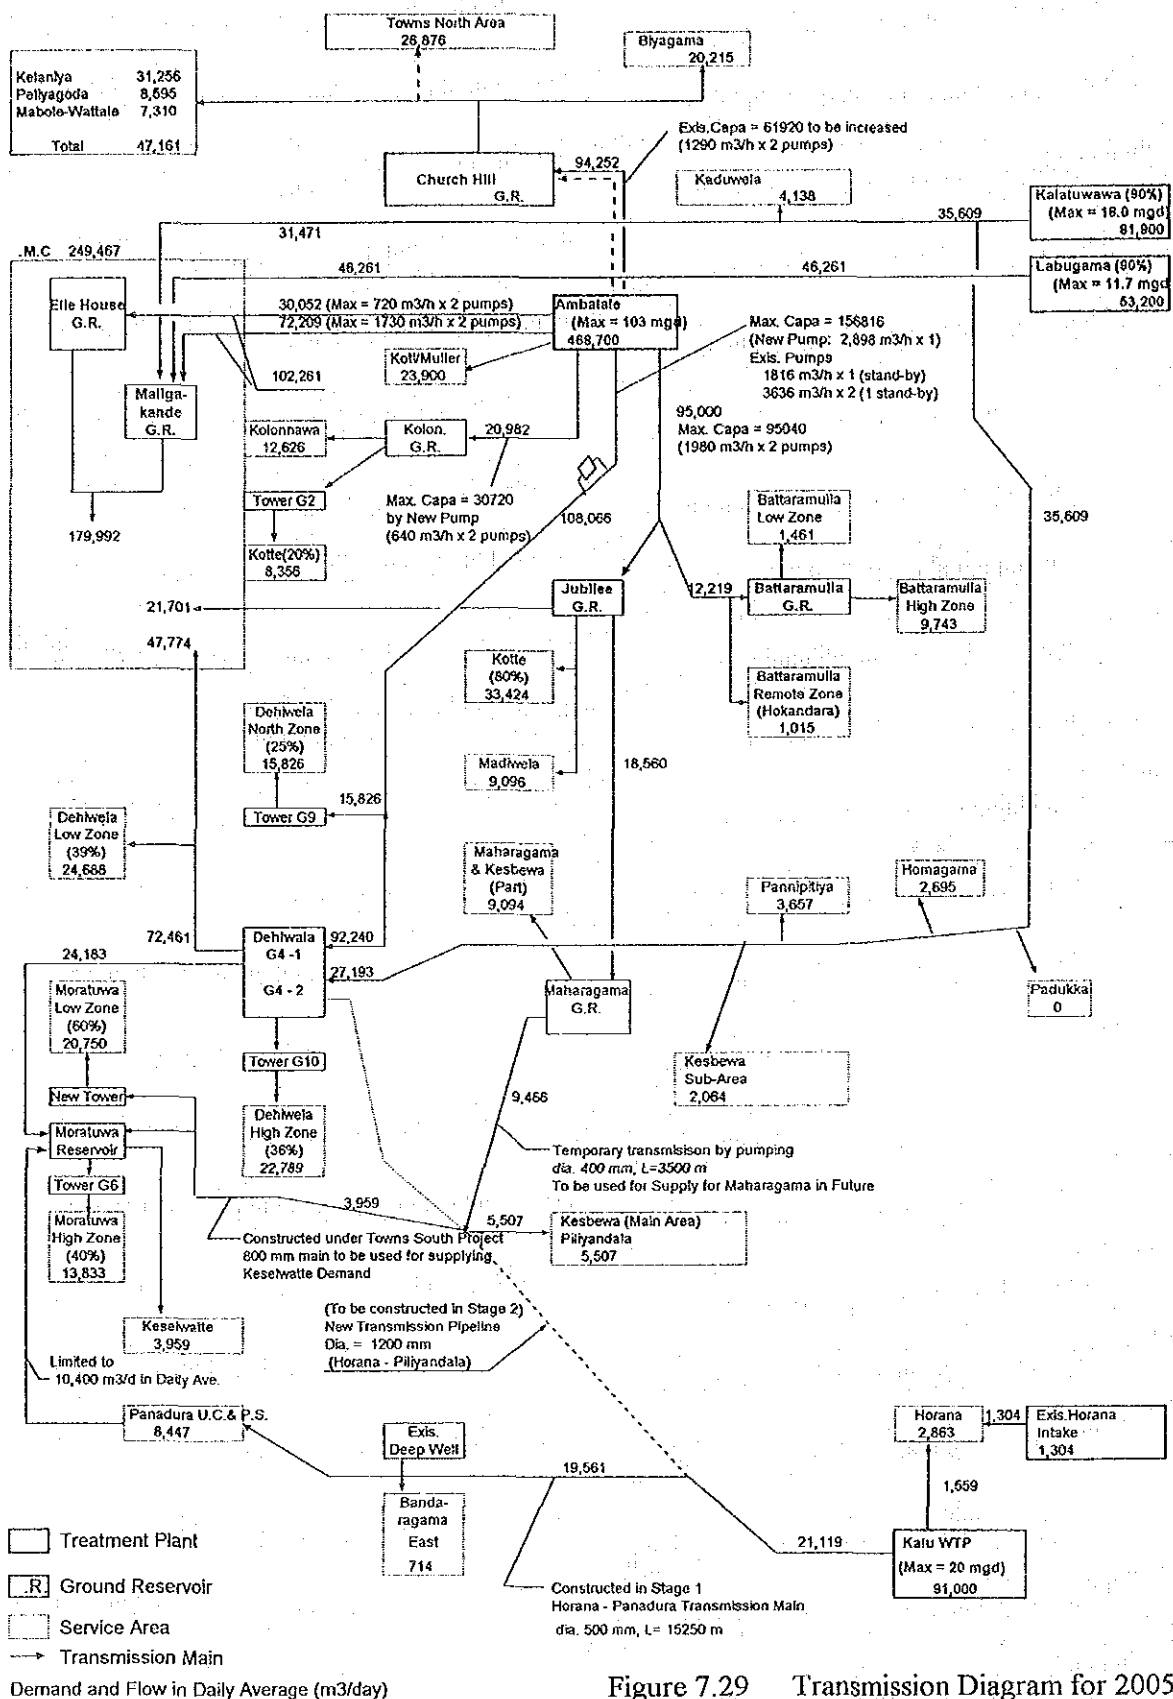 Towns North Area
26,876
Biyagama
20,215
Kelaniya 31,256
Peliyagoda 8,595
Mabole-Wattale 7,310
Total 47,161
Exis.Capa = 61920 to be increased
(1290 m3/h x 2 pumps)
94,252
Church Hill
G.R.
Kaduwela
4,138
35,609
Kalatuwawa (90%)
(Max = 18.0 mgd)
81,800
31,471
.M.C 249,467
46,261
46,261
Labugama (90%)
(Max = 11.7 mgd
53,200
Elle House
G.R.
30,052 (Max = 720 m3/h x 2 pumps)
72,209 (Max = 1730 m3/h x 2 pumps)
Ambatale
(Max = 103 mgd)
468,700
Max. Capa = 156816
(New Pump: 2,898 m3/h x 1)
Exis. Pumps
1816 m3/h x 1 (stand-by)
3636 m3/h x 2 (1 stand-by)
Kot/Muller
23,900
102,261
Maliga-
kande
G.R.
95,000
Max. Capa = 95040
(1980 m3/h x 2 pumps)
Kolonnawa
12,626
Kolon.
G.R.
20,982
Tower G2
Max. Capa = 30720
by New Pump
(640 m3/h x 2 pumps)
108,066
Battaramulla
Low Zone
1,461
35,609
179,992
Kotte(20%)
8,356
Jubilee
G.R.
12,219
Battaramulla
G.R.
Battaramulla
High Zone
9,743
21,701
47,774
Kotte
(80%)
33,424
Battaramulla
Remote Zone
(Hokandara)
1,015
Dehiwela
North Zone
(25%)
15,826
Madiwela
9,096
18,560
15,826
Tower G9
Dehiwela
Low Zone
(39%)
24,688
Maharagama
& Kesbewa
(Part)
9,094
Pannipitiya
3,657
Homagama
2,695
72,461
24,183
Dehiwala
G4 -1
G4 - 2
92,240
27,193
Moratuwa
Low Zone
(60%)
20,750
Maharagama
G.R.
Padukka
0
Tower G10
Kesbewa
Sub-Area
2,064
New Tower
9,466
Dehiwela
High Zone
(36%)
22,789
Moratuwa
Reservoir
Temporary transmisison by pumping
dia. 400 mm, L=3500 m
To be used for Supply for Maharagama in Future
Tower G6
3,959
5,507
Kesbewa (Main Area)
Piliyandala
5,507
Moratuwa
High Zone
(40%)
13,833
Constructed under Towns South Project
800 mm main to be used for supplying
Keselwatte Demand
(To be constructed in Stage 2)
New Transmission Pipeline
Dia. = 1200 mm
(Horana - Piliyandala)
Keselwatte
3,959
Limited to
10,400 m3/d in Daily Ave.
Panadura U.C.& P.S.
8,447
Exis.
Deep Well
Horana
2,863
1,304
Exis.Horana
Intake
1,304
19,561
1,559
Banda-
ragama
East
714
21,119
Kalu WTP
(Max = 20 mgd)
91,000
Treatment Plant
.R. Ground Reservoir
Service Area
Transmission Main
Constructed in Stage 1
Horana - Panadura Transmission Main
dia. 500 mm, L= 15250 m
Demand and Flow in Daily Average (m3/day)
Figure 7.29 Transmission Diagram for 2005